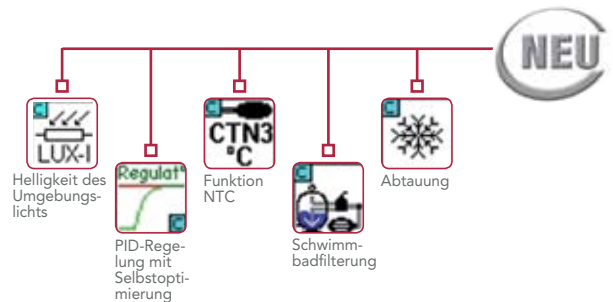 NEU
C
LUX-I
Helligkeit des
Umgebungs-
lichts
Regulat°
C
PID-Rege-
lung mit
Selbstopti-
mierung
C
CTN3
°C
Funktion
NTC
C
Schwimm-
badfilterung
C
Abtauung